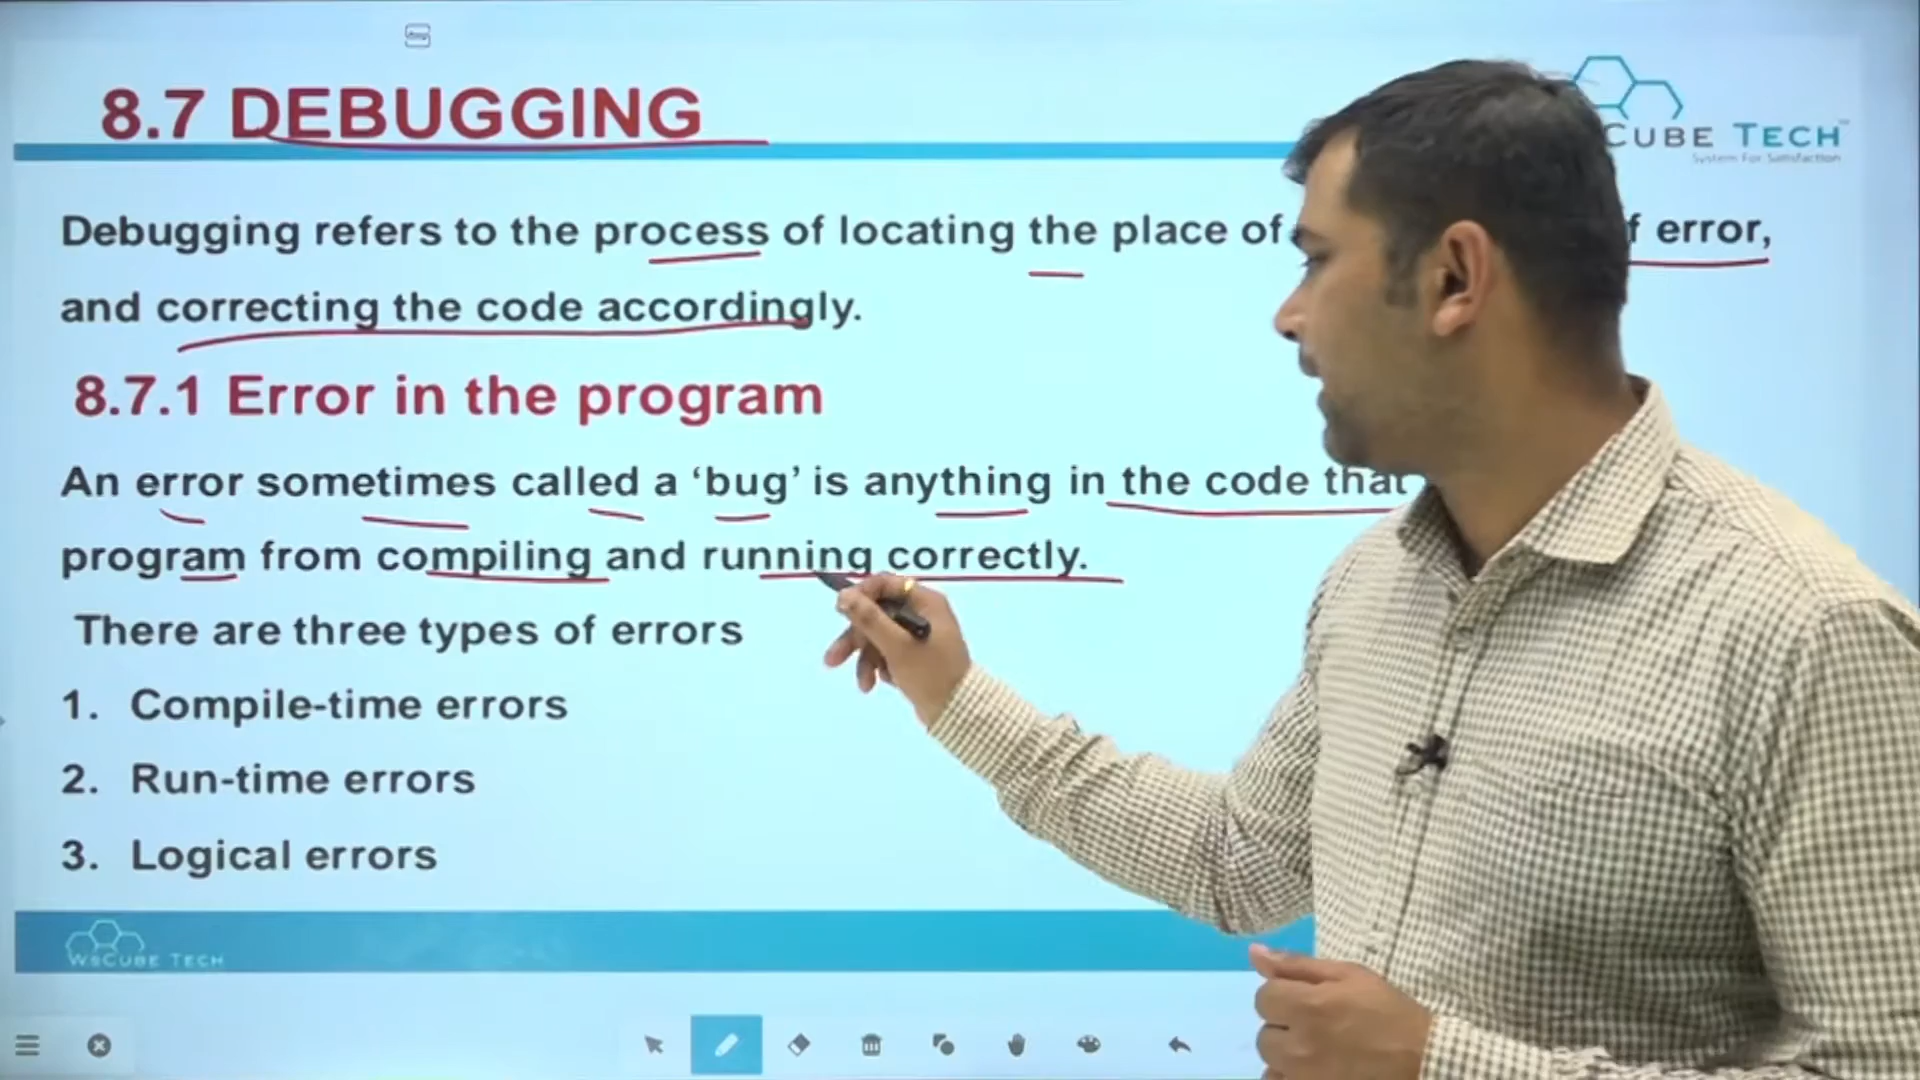 8.7 DEBUGGING
CUBE TECH
System For Satisfaction
Debugging refers to the process of locating the place of f error,
and correcting the code accordingly.
8.7.1 Error in the program
An error sometimes called a ‘bug’ is anything in the code that
program from compiling and running correctly.
There are three types of errors
1. Compile-time errors
2. Run-time errors
3. Logical errors
WSCUBE TECH